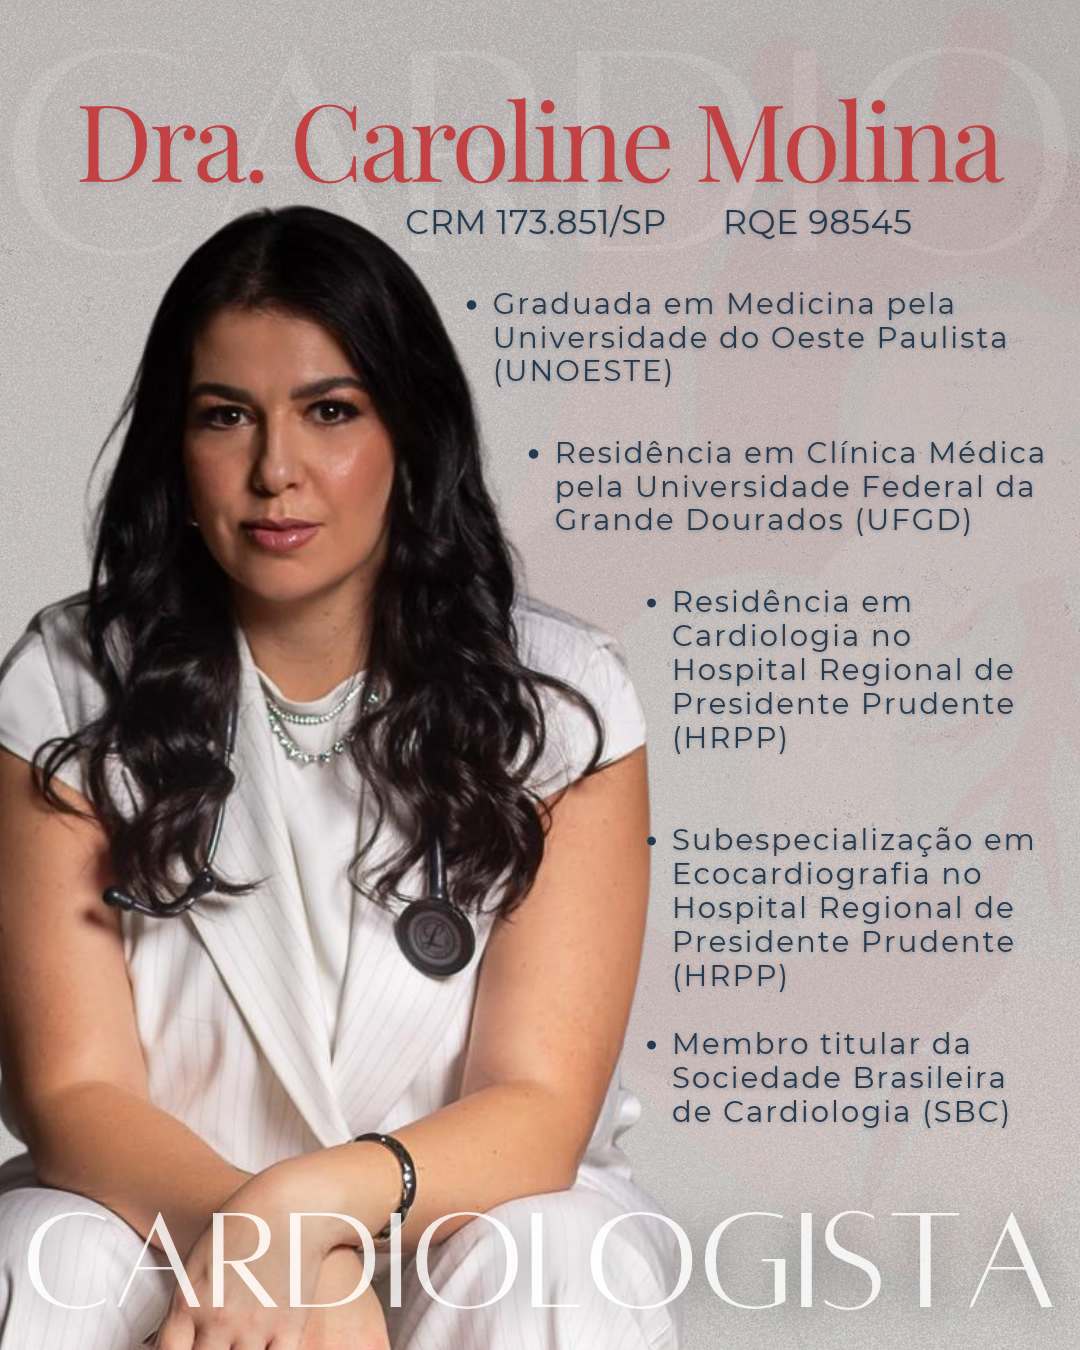 CARDIO
Dra. Caroline Molina
CRM 173.851/SP RQE 98545
• Graduada em Medicina pela
Universidade do Oeste Paulista
(UNOESTE)
• Residência em Clínica Médica
pela Universidade Federal da
Grande Dourados (UFGD)
• Residência em
Cardiologia no
Hospital Regional de
Presidente Prudente
(HRPP)
• Subespecialização em
Ecocardiografia no
Hospital Regional de
Presidente Prudente
(HRPP)
• Membro titular da
Sociedade Brasileira
de Cardiologia (SBC)
L
CARDIOLOGISTA